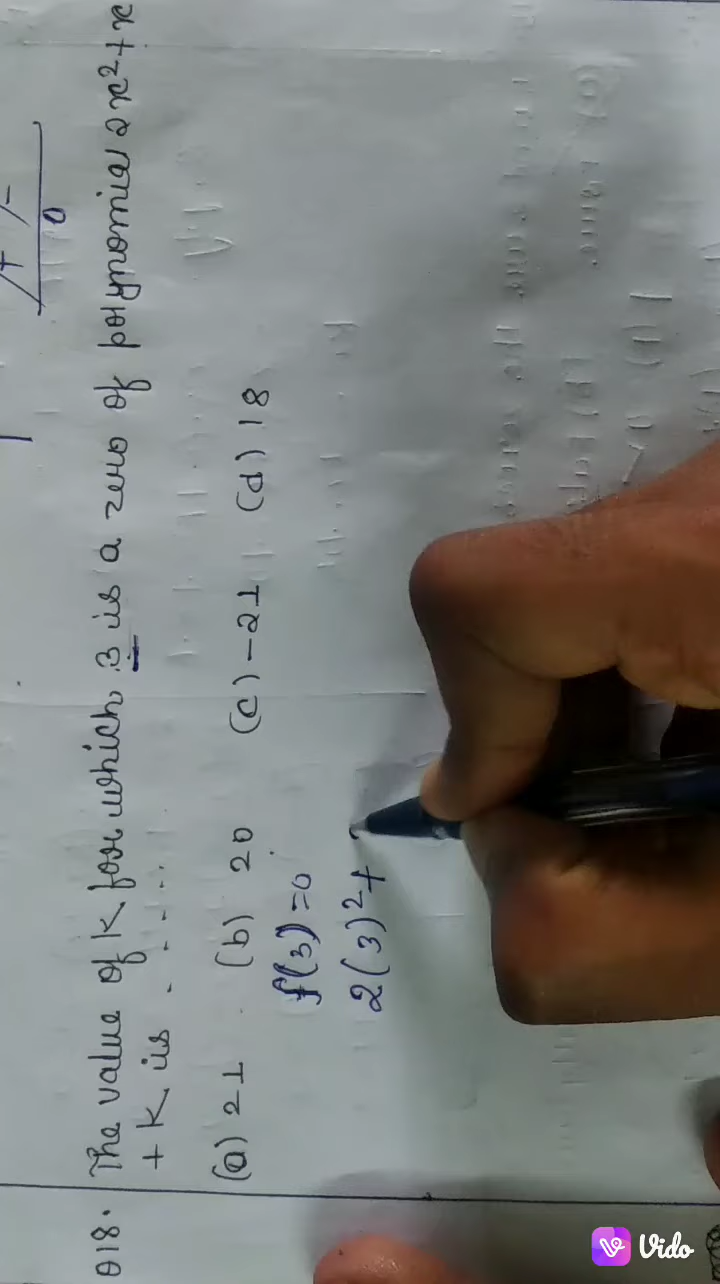 + -
0
Q18. The value of K for which 3 is a zero of polynomial 2x²+x
+ K is - - - - -
(a) 21 (b) 20 (c) -21 (d) 18
f(3)=0
2(3)²+
Vido